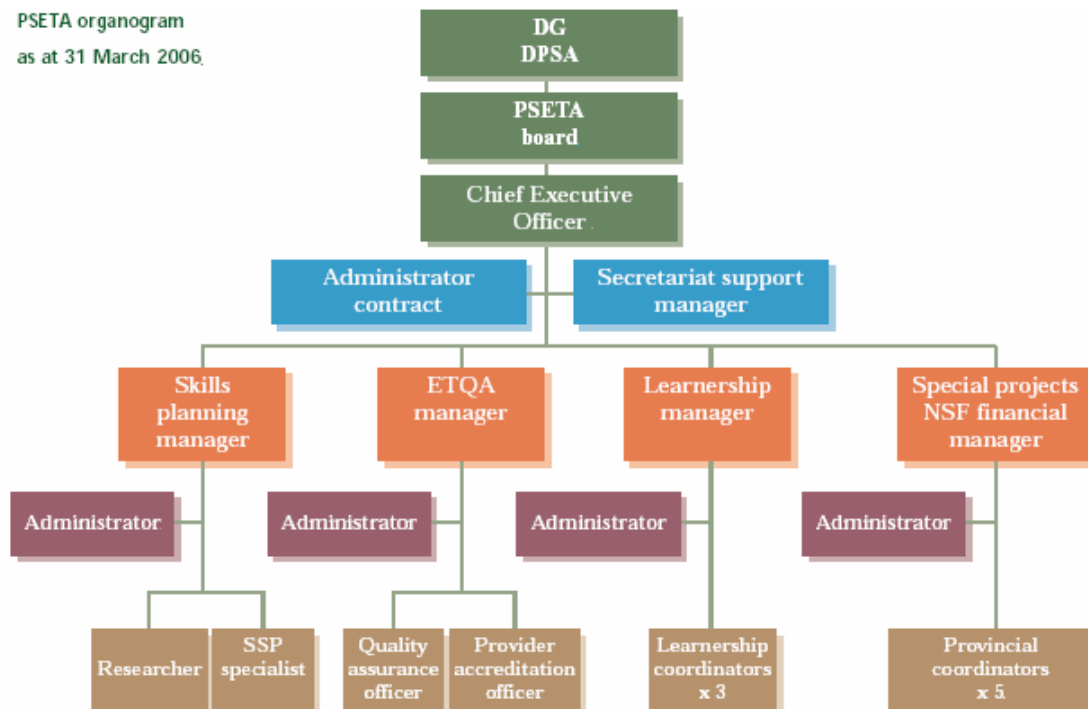 PSETA organogram
as at 31 March 2006.
DG
DPSA
PSETA
board
Chief Executive
Officer .
Administrator
contract
Secretariat support
manager
Skills
planning
manager
ETQA
manager
Learnership
manager
Special projects
NSF financial
manager
Administrator
Administrator
Administrator
Administrator
Researcher
SSP
specialist
Quality
assurance
officer
Provider
accreditation
officer
Learnership
coordinators
x 3
Provincial
coordinators
x 5.